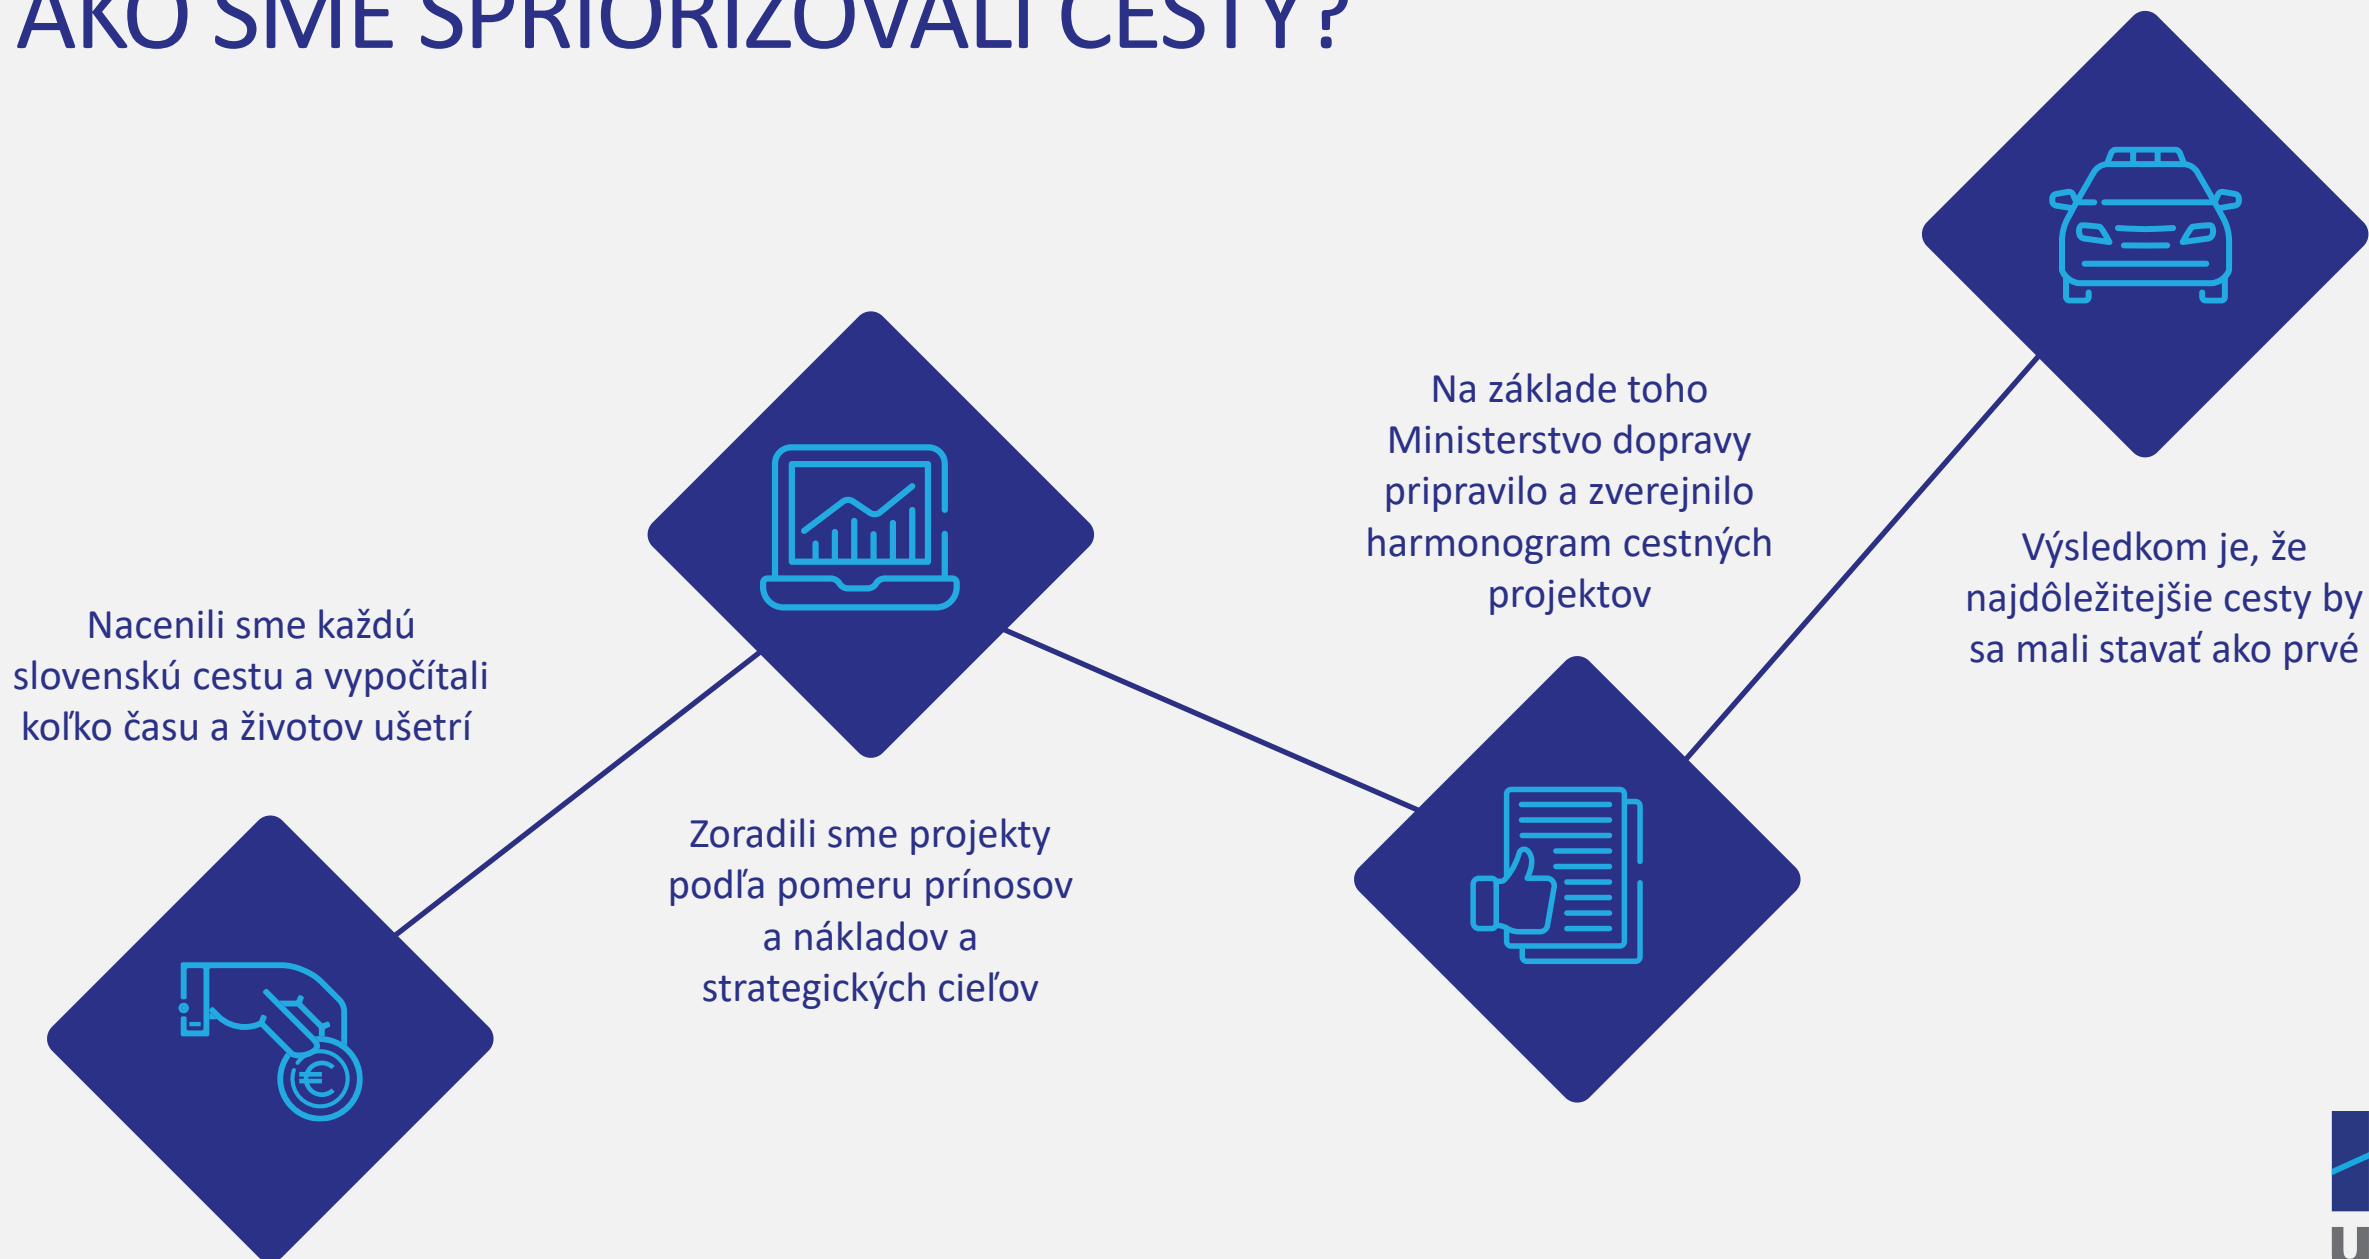 AKO SME SPRIORIZOVALI CESTY?
Nacenili sme každú
slovenskú cestu a vypočítali
koľko času a životov ušetrí
Zoradili sme projekty
podľa pomeru prínosov
a nákladov a
strategických cieľov
Na základe toho
Ministerstvo dopravy
pripravilo a zverejnilo
harmonogram cestných
projektov
Výsledkom je, že
najdôležitejšie cesty by
sa mali stavať ako prvé